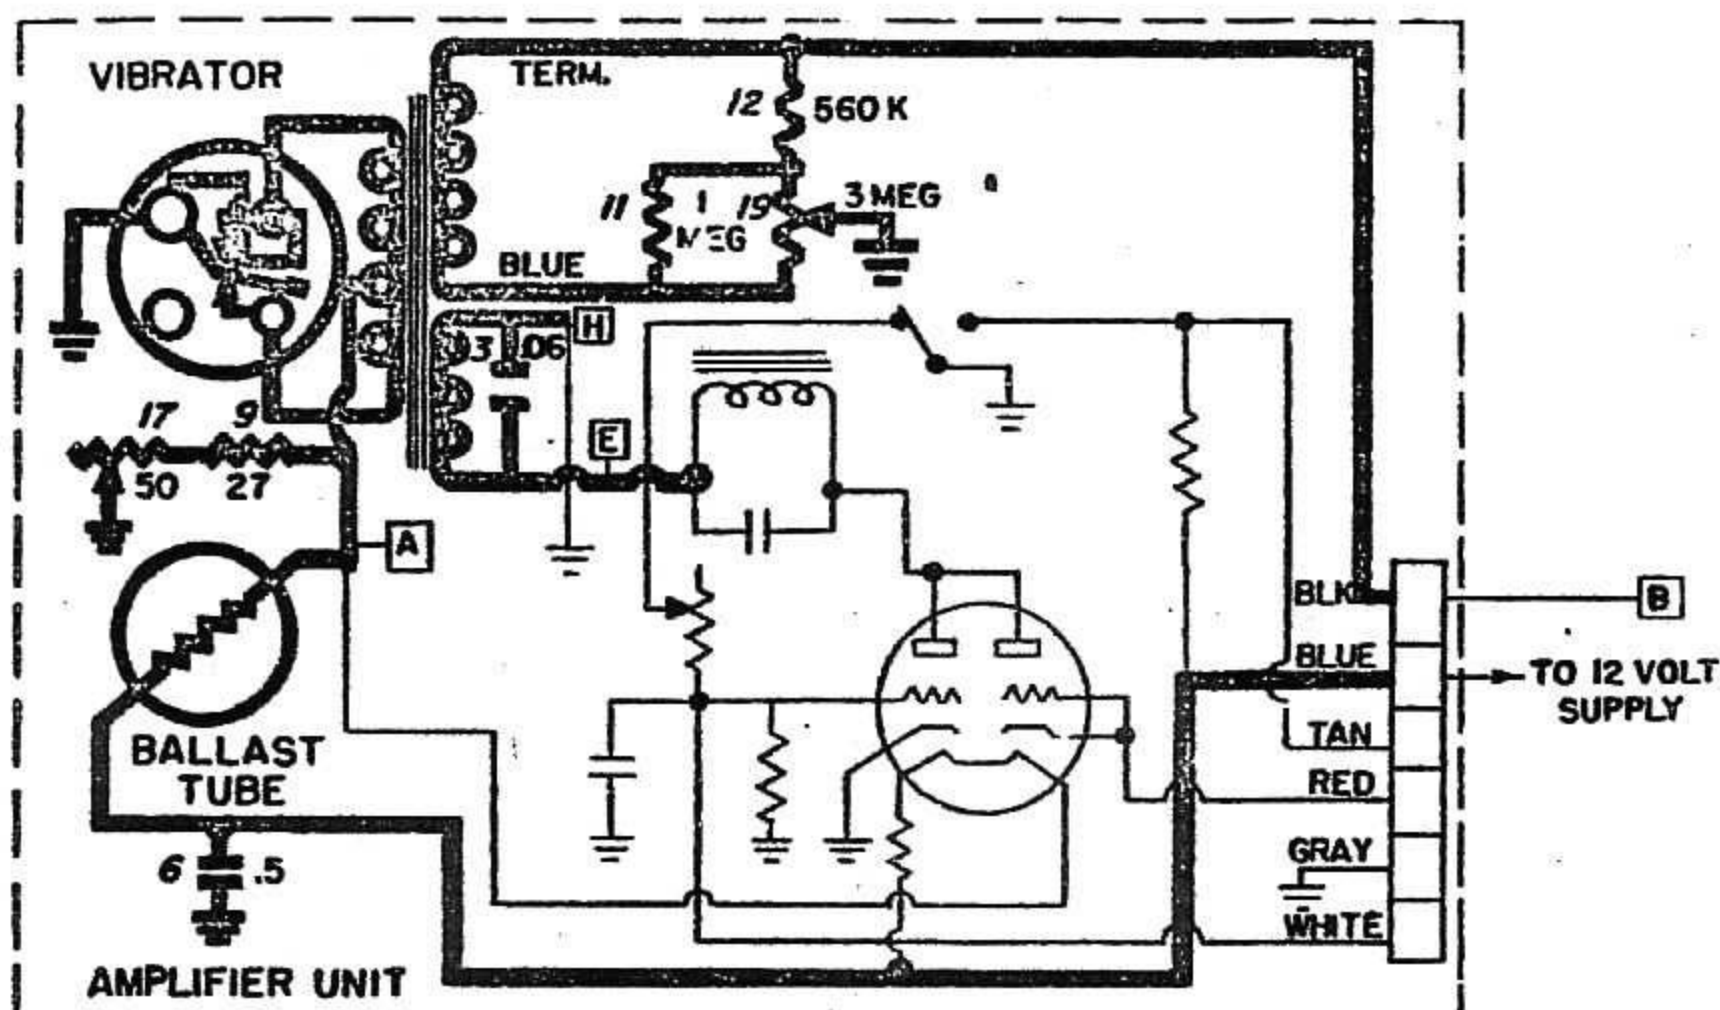 VIBRATOR
TERM.
12
560 K
11
1
MEG
19
3 MEG
BLUE
H
3
.06
17
9
50
27
E
A
BLK
B
BLUE
TO 12 VOLT
SUPPLY
BALLAST
TUBE
TAN
RED
6
.5
GRAY
WHITE
AMPLIFIER UNIT